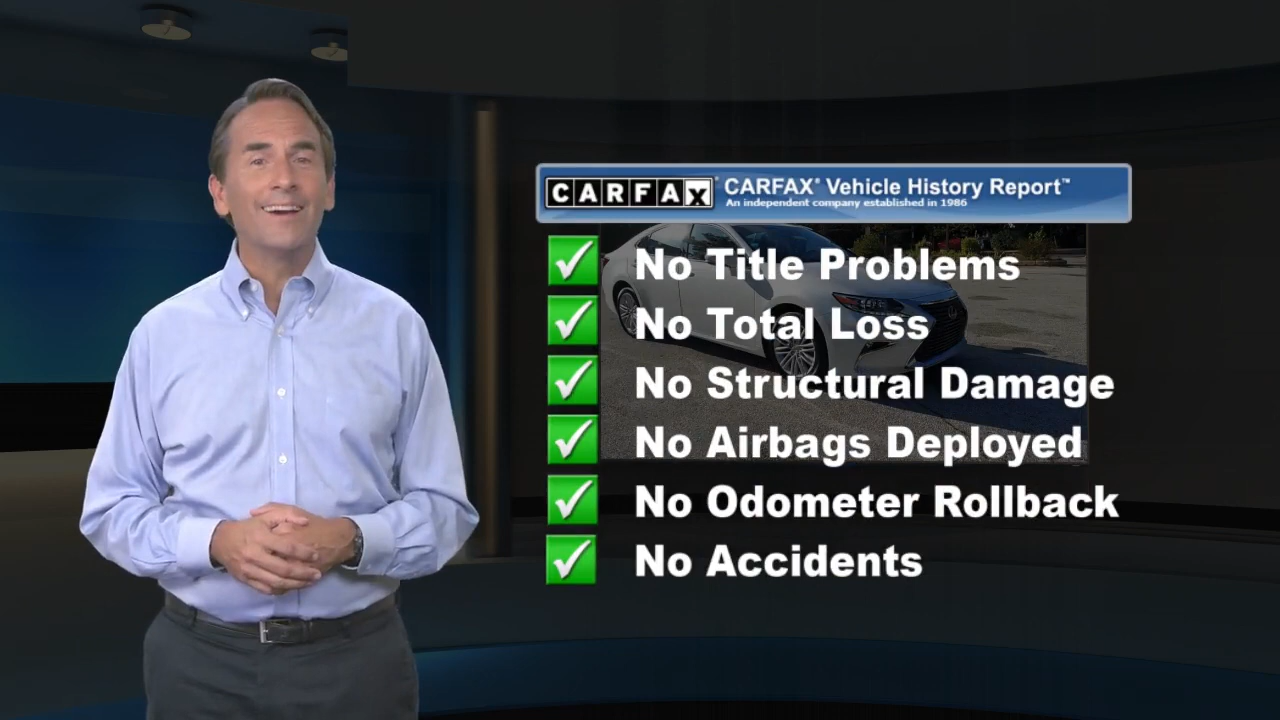 CARFAX® CARFAX® Vehicle History Report™
An independent company established in 1986
No Title Problems
No Total Loss
No Structural Damage
No Airbags Deployed
No Odometer Rollback
No Accidents